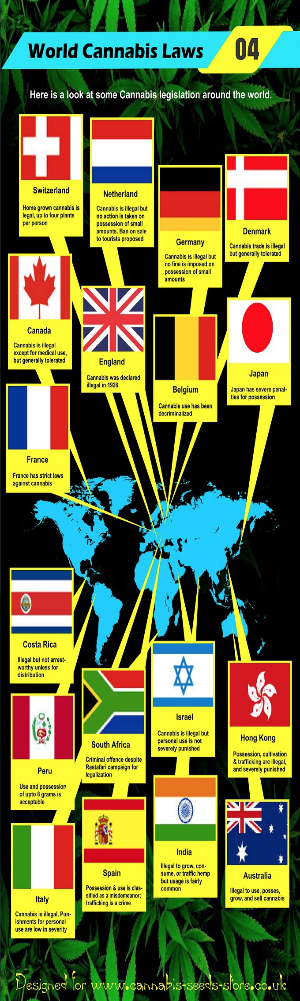 World Cannabis Laws
04
Here is a look at some Cannabis legislation around the world.
Switzerland
Home grown cannabis is
legal, up to four plants
per person
Netherland
Cannabis is illegal but
no action is taken on
possession of small
amounts. Ban on sale
to tourists proposed
Germany
Cannabis is illegal but
no fine is imposed on
possession of small
amounts
Denmark
Cannabis trade is illegal
but generally tolerated
Canada
Cannabis is illegal
except for medical use,
but generally tolerated
England
Cannabis was declared
illegal in 1928
Belgium
Cannabis use has been
decriminalized
Japan
Japan has severe penal-
ties for possession
France
France has strict laws
against cannabis
Costa Rica
Illegal but not arrest-
worthy unless for
distribution
South Africa
Criminal offence despite
Rastafari campaign for
legalization
Israel
Cannabis is illegal but
personal use is not
severely punished
Hong Kong
Possession, cultivation
& trafficking are illegal,
and severely punished
Peru
Use and possession
of upto 8 grams is
acceptable
Spain
Possession & use is clas-
sified as a misdemeanor;
trafficking is a crime
India
Illegal to grow, con-
sume, or traffic hemp
but usage is fairly
common
Australia
Illegal to use, posses,
grow, and sell cannabis
Italy
Cannabis is illegal, Pun-
ishments for personal
use are low in severity
Designed for www.cannabis-seeds-store.co.uk